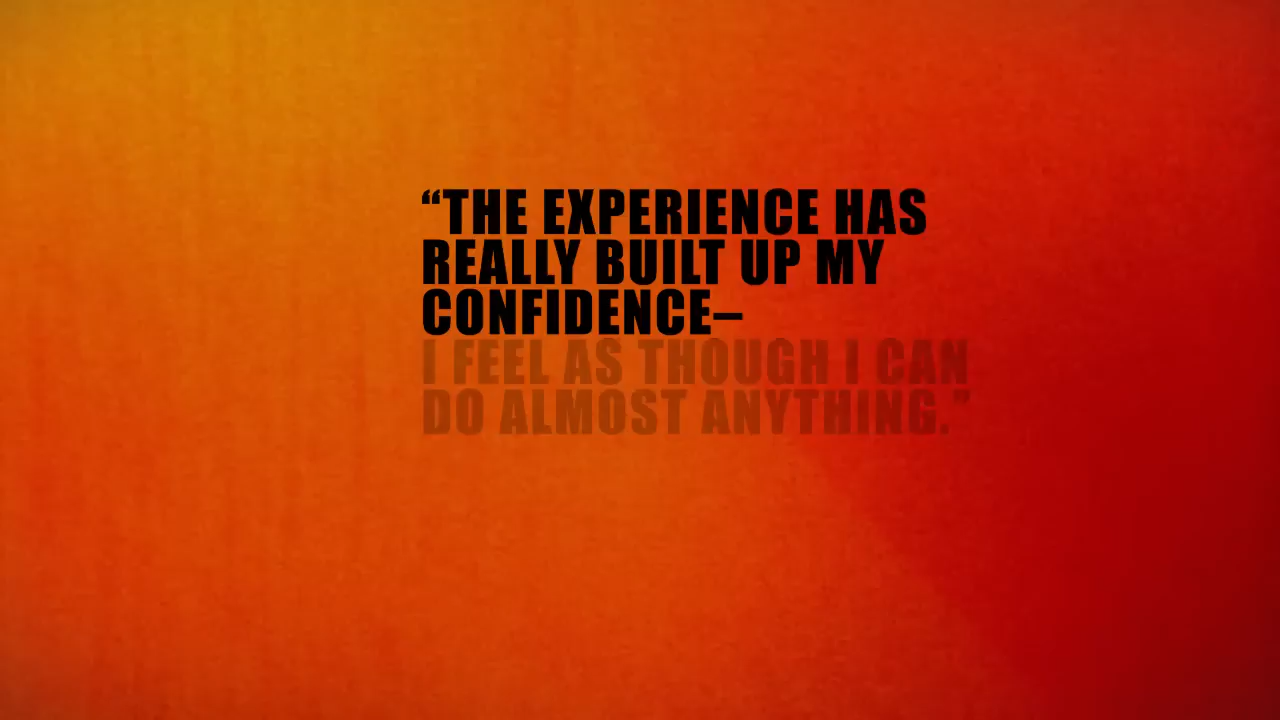 “THE EXPERIENCE HAS
REALLY BUILT UP MY
CONFIDENCE–
I FEEL AS THOUGH I CAN
DO ALMOST ANYTHING.”